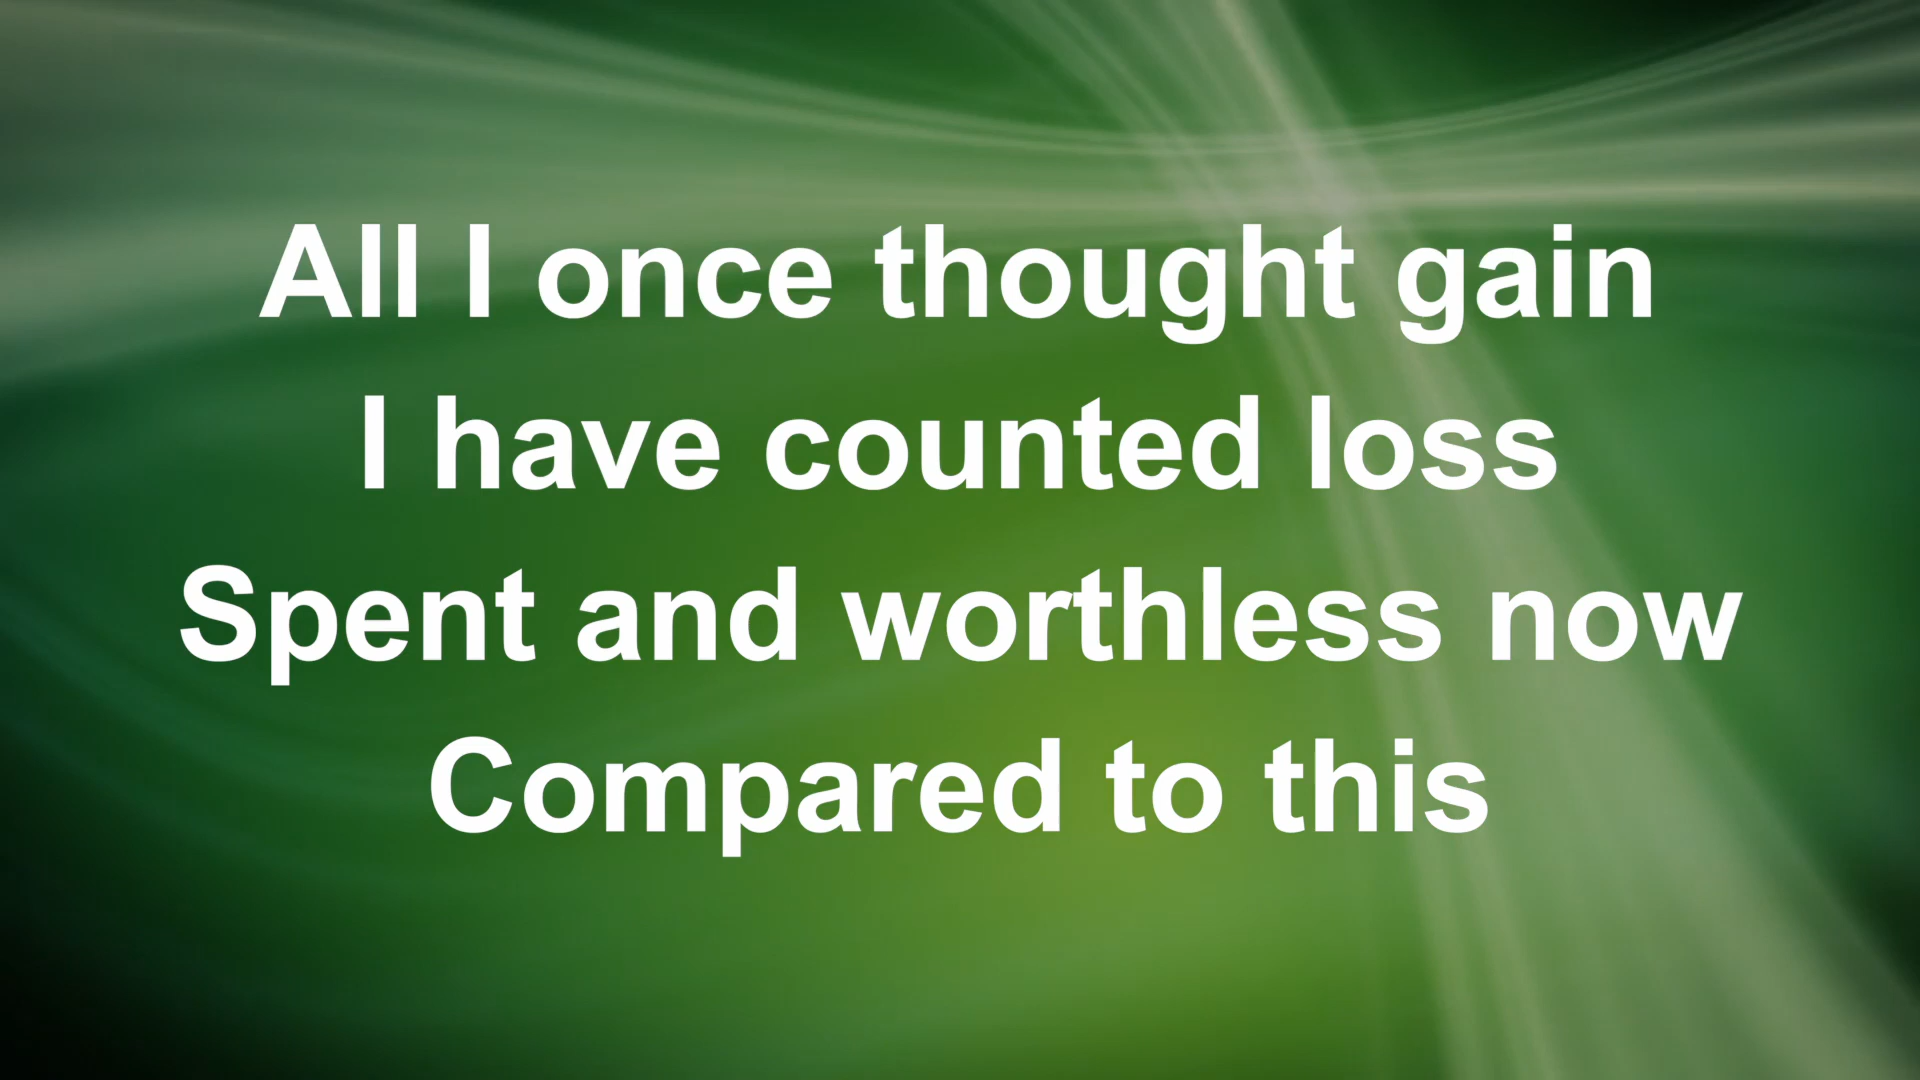 All I once thought gain
I have counted loss
Spent and worthless now
Compared to this